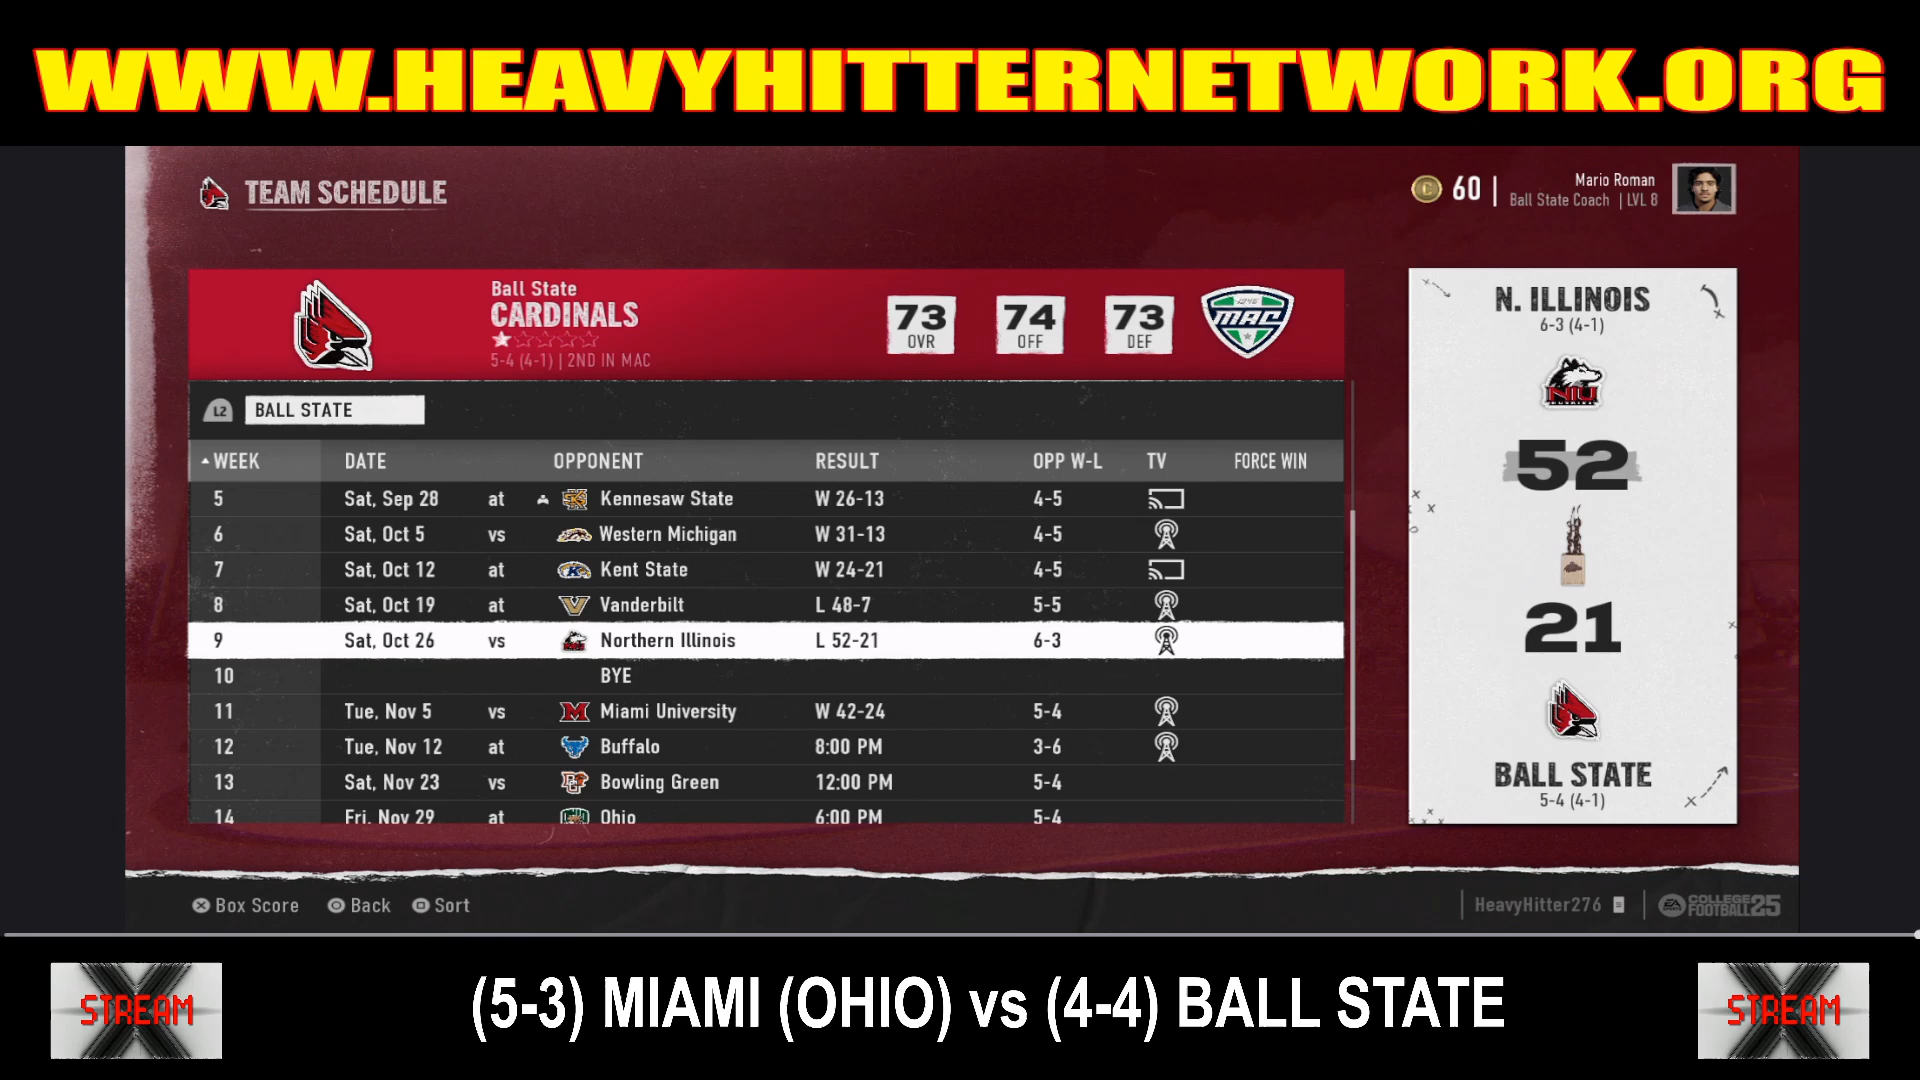 WWW.HEAVYHITTERNETWORK.ORG
TEAM SCHEDULE
60 | Mario Roman
Ball State Coach | LVL 8
Ball State
CARDINALS
5-4 (4-1) | 2ND IN MAC
73 OVR
74 OFF
73 DEF
MAC
L2 BALL STATE
WEEK DATE OPPONENT RESULT OPP W-L TV FORCE WIN
5 Sat, Sep 28 at Kennesaw State W 26-13 4-5
6 Sat, Oct 5 vs Western Michigan W 31-13 4-5
7 Sat, Oct 12 at Kent State W 24-21 4-5
8 Sat, Oct 19 at Vanderbilt L 48-7 5-5
9 Sat, Oct 26 vs Northern Illinois L 52-21 6-3
10 BYE
11 Tue, Nov 5 vs Miami University W 42-24 5-4
12 Tue, Nov 12 at Buffalo 8:00 PM 3-6
13 Sat, Nov 23 vs Bowling Green 12:00 PM 5-4
14 Fri, Nov 29 at Ohio 6:00 PM 5-4
N. ILLINOIS
6-3 (4-1)
NIU
52
21
BALL STATE
5-4 (4-1)
Box Score Back Sort
HeavyHitter276
EA SPORTS COLLEGE FOOTBALL 25
STREAM
(5-3) MIAMI (OHIO) vs (4-4) BALL STATE
STREAM